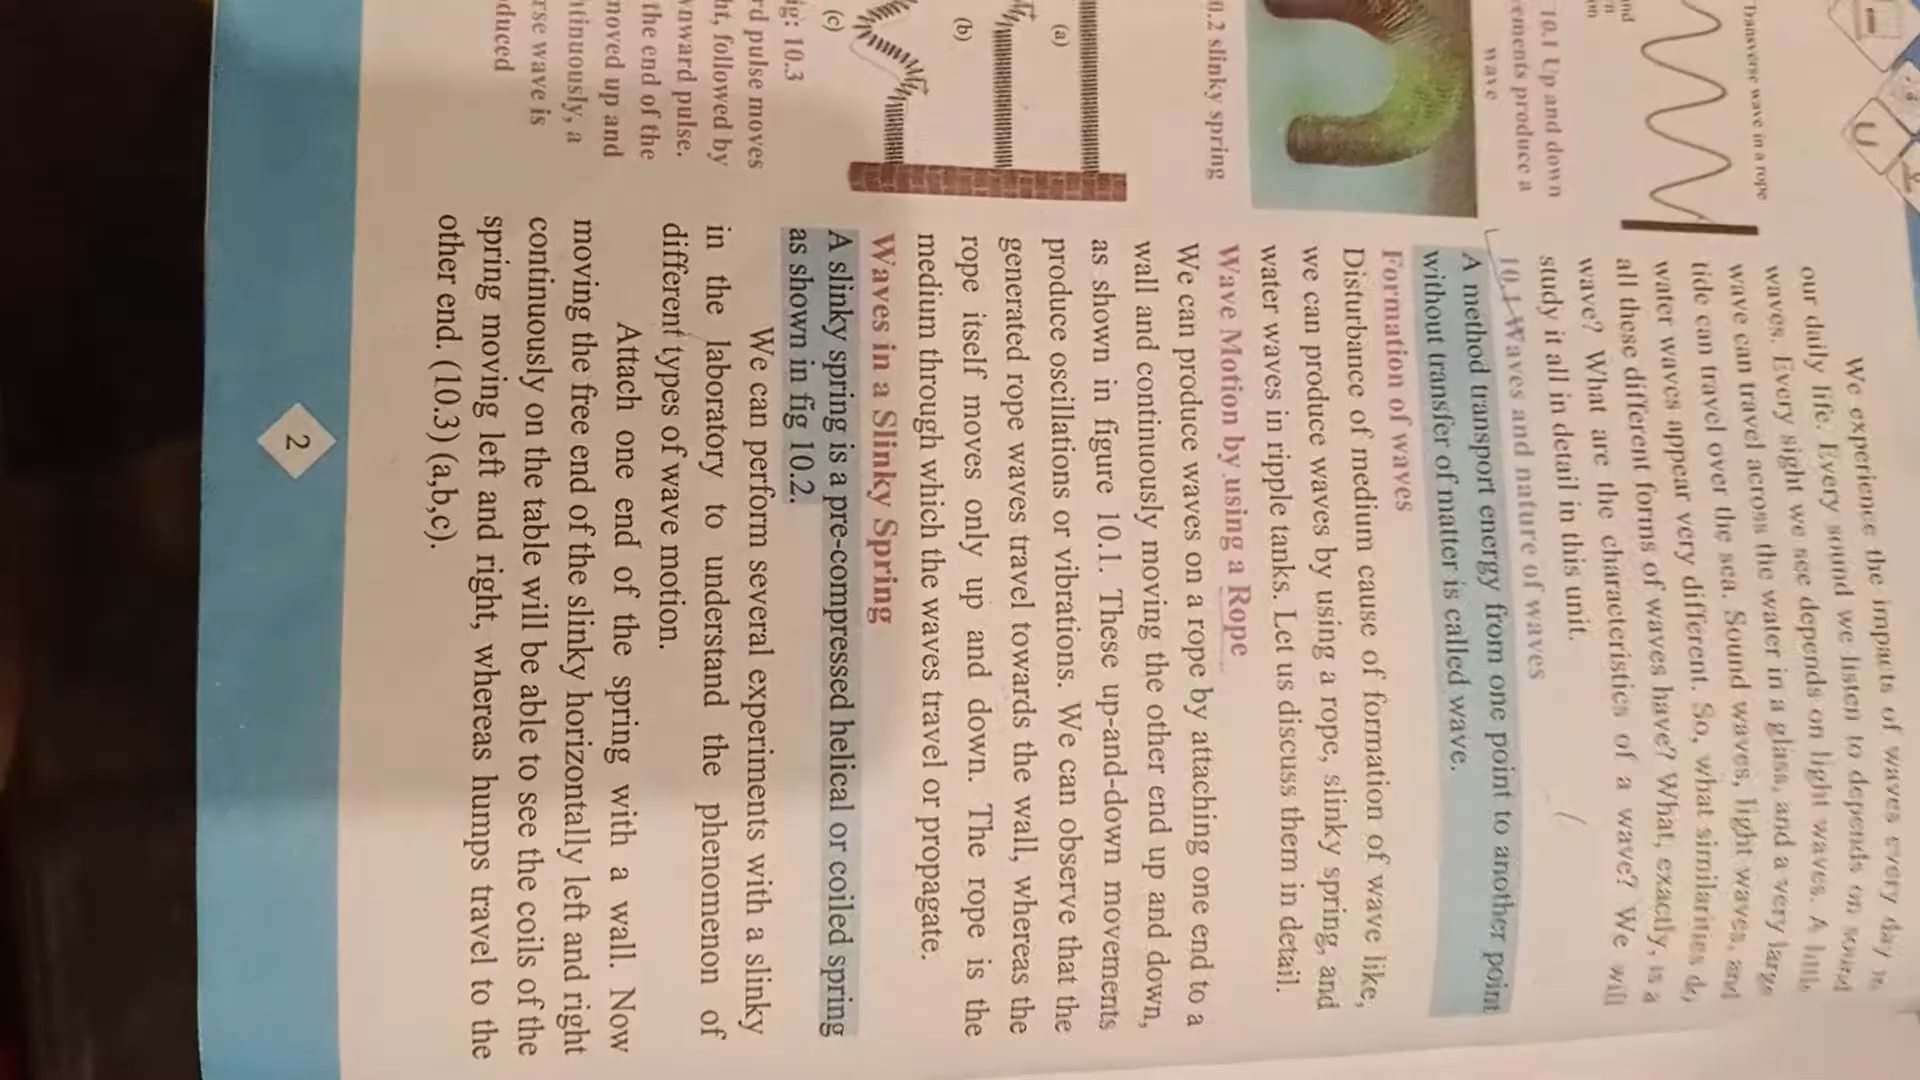 We experience the impacts of waves every day
our daily life. Every sound we listen to depends on sound
waves. Every sight we see depends on light waves. A little
wave can travel across the water in a glass, and a very large
tide can travel over the sea. Sound waves, light waves, and
water waves appear very different. So, what similarities do
all these different forms of waves have? What, exactly, is a
wave? What are the characteristics of a wave? We will
study it all in detail in this unit.
10.1 Waves and nature of waves
A method transport energy from one point to another point
without transfer of matter is called wave.
Formation of waves
Disturbance of medium cause of formation of wave like,
we can produce waves by using a rope, slinky spring, and
water waves in ripple tanks. Let us discuss them in detail.
Wave Motion by using a Rope
We can produce waves on a rope by attaching one end to a
wall and continuously moving the other end up and down,
as shown in figure 10.1. These up-and-down movements
produce oscillations or vibrations. We can observe that the
generated rope waves travel towards the wall, whereas the
rope itself moves only up and down. The rope is the
medium through which the waves travel or propagate.
Waves in a Slinky Spring
A slinky spring is a pre-compressed helical or coiled spring
as shown in fig 10.2.
We can perform several experiments with a slinky
in the laboratory to understand the phenomenon of
different types of wave motion.
Attach one end of the spring with a wall. Now
moving the free end of the slinky horizontally left and right
continuously on the table will be able to see the coils of the
spring moving left and right, whereas humps travel to the
other end. (10.3) (a,b,c).
Transverse wave in a rope
10.1 Up and down
ements produce a
wave
0.2 slinky spring
(a)
(b)
(c)
ig: 10.3
rd pulse moves
ht, followed by
wnward pulse.
the end of the
moved up and
ntinuously, a
rse wave is
duced
2